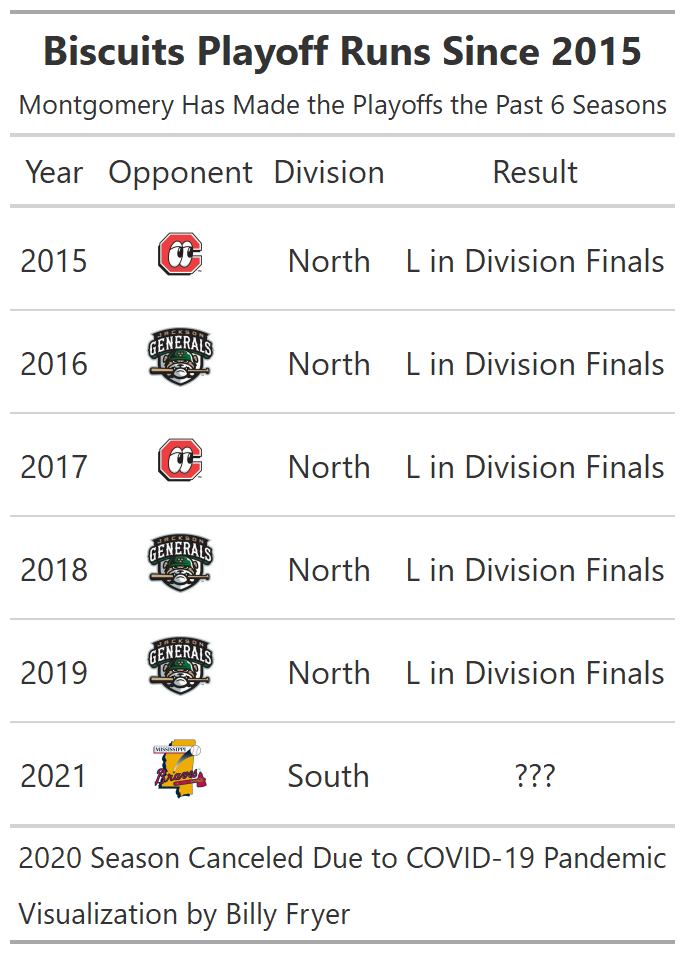 Biscuits Playoff Runs Since 2015
Montgomery Has Made the Playoffs the Past 6 Seasons
Year Opponent Division Result
2015 C North L in Division Finals
2016 JACKSON GENERALS North L in Division Finals
2017 C North L in Division Finals
2018 JACKSON GENERALS North L in Division Finals
2019 JACKSON GENERALS North L in Division Finals
2021 MISSISSIPPI Braves South ???
2020 Season Canceled Due to COVID-19 Pandemic
Visualization by Billy Fryer